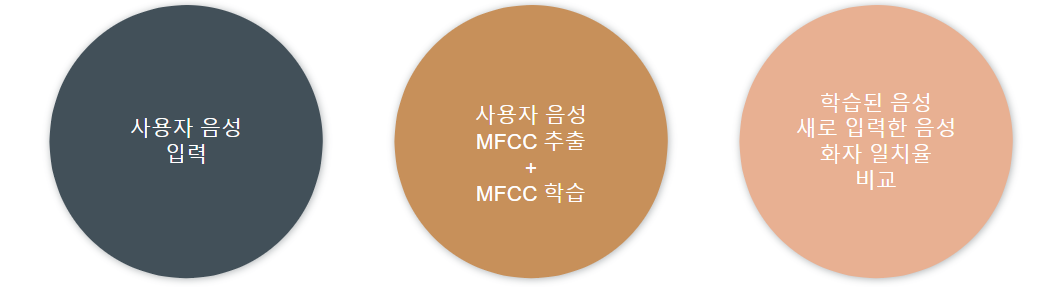 사용자 음성
입력
사용자 음성
MFCC 추출
+
MFCC 학습
학습된 음성
새로 입력한 음성
화자 일치율
비교